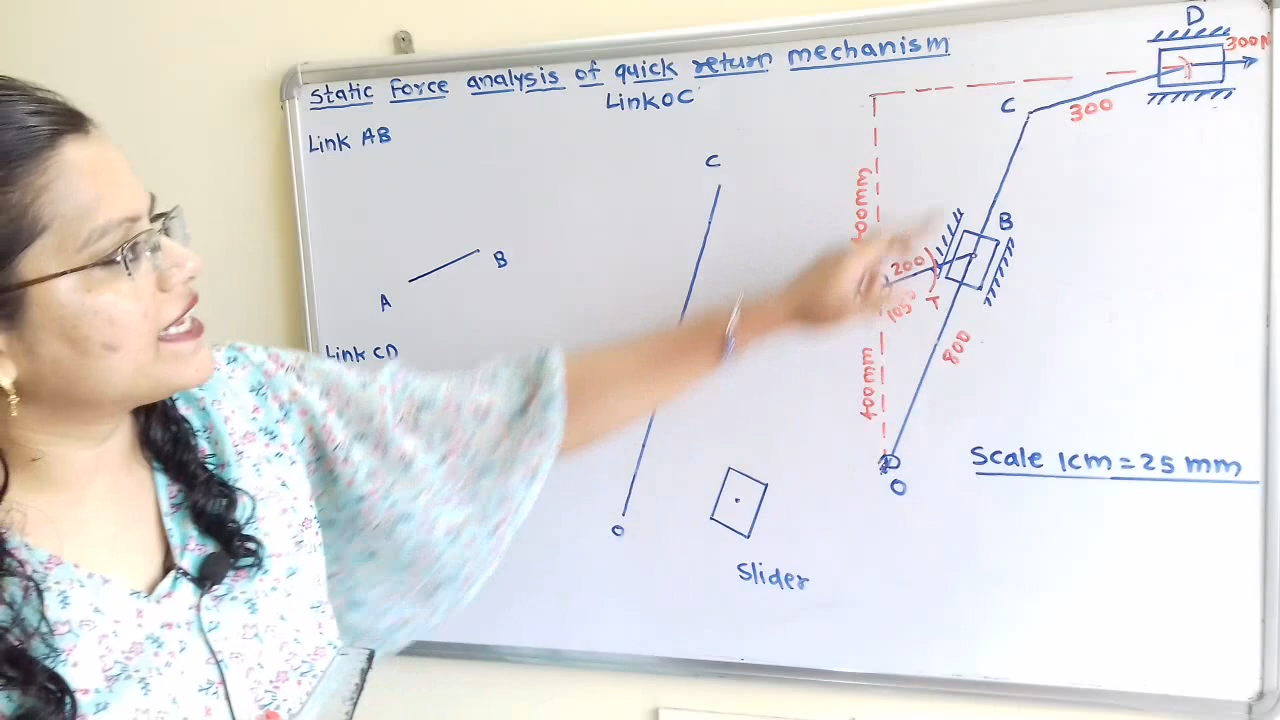 Static Force analysis of quick return mechanism
Link OC
Link AB
C
B
A
Link CD
O
Slider
D
300N
C
300
B
200
105°
T
800
400mm
O
Scale 1cm = 25 mm